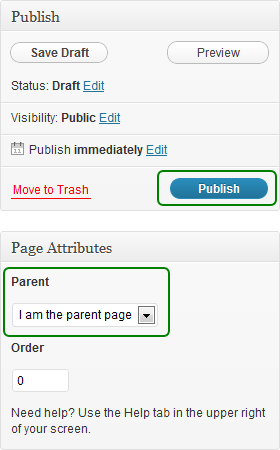 Publish
Save Draft Preview
Status: Draft Edit
Visibility: Public Edit
11 Publish immediately Edit
Move to Trash Publish
Page Attributes
Parent
I am the parent page
Order
0
Need help? Use the Help tab in the upper right
of your screen.